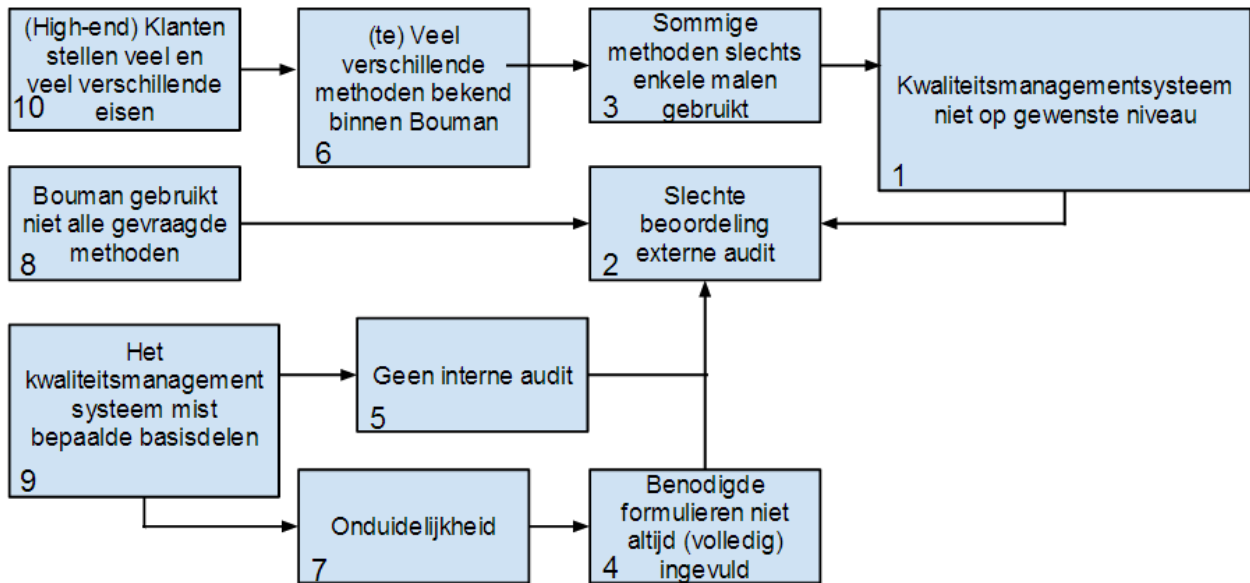 (High-end) Klanten
stellen veel en
veel verschillende
eisen
10
(te) Veel
verschillende
methoden bekend
binnen Bouman
6
Sommige
methoden slechts
enkele malen
gebruikt
3
Kwaliteitsmanagementsysteem
niet op gewenste niveau
1
Bouman gebruikt
niet alle gevraagde
methoden
8
Slechte
beoordeling
externe audit
2
Het
kwaliteitsmanagement
systeem mist
bepaalde basisdelen
9
Geen interne audit
5
Onduidelijkheid
7
Benodigde
formulieren niet
altijd (volledig)
ingevuld
4